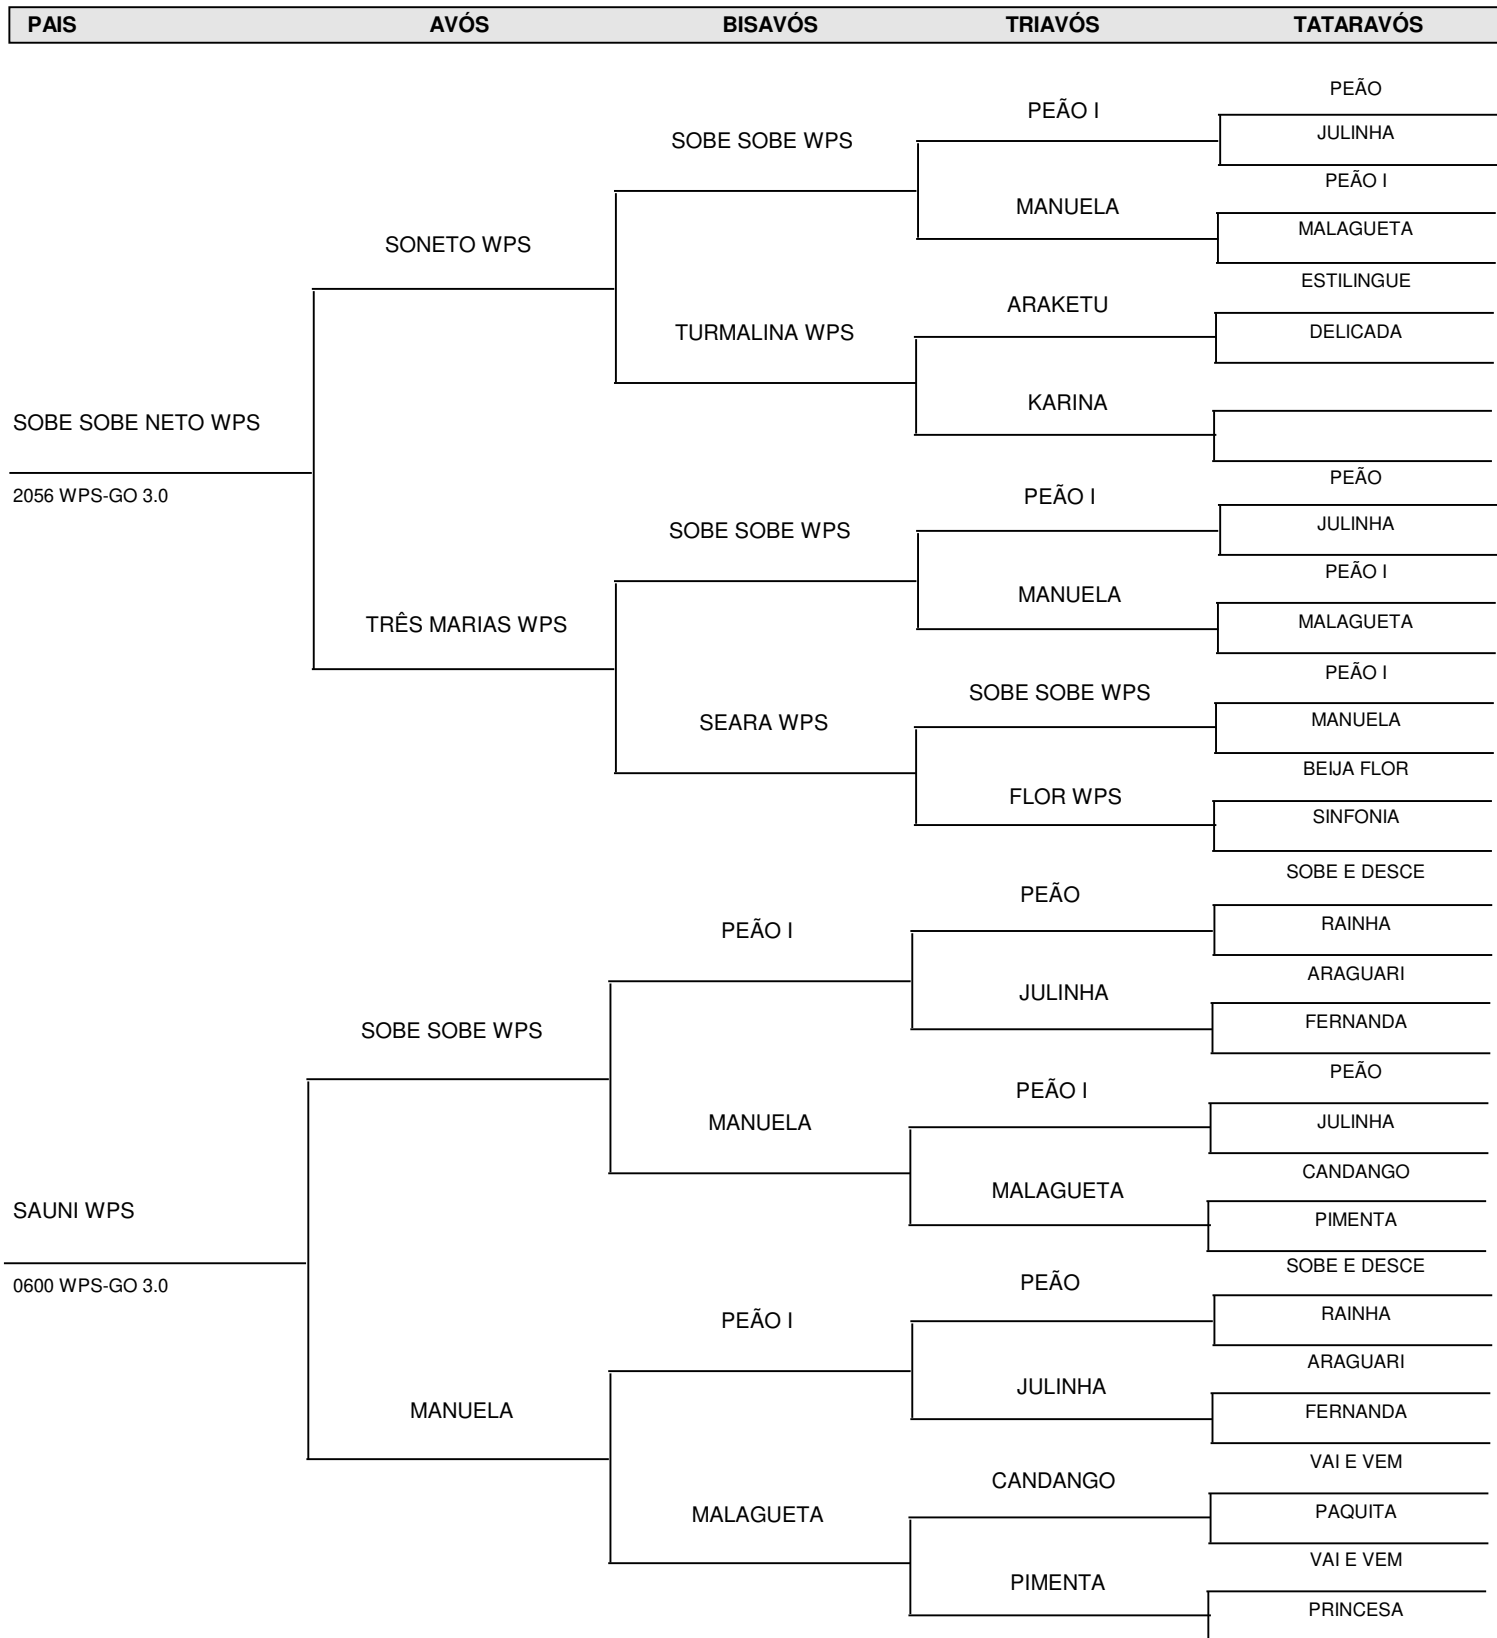 PAIS AVÓS BISAVÓS TRIAVÓS TATARAVÓS
PEÃO
PEÃO I
JULINHA
SOBE SOBE WPS
PEÃO I
MANUELA
MALAGUETA
SONETO WPS
ESTILINGUE
ARAKETU
TURMALINA WPS
DELICADA
KARINA
SOBE SOBE NETO WPS
2056 WPS-GO 3.0
PEÃO
PEÃO I
JULINHA
SOBE SOBE WPS
PEÃO I
MANUELA
MALAGUETA
TRÊS MARIAS WPS
PEÃO I
SOBE SOBE WPS
SEARA WPS
MANUELA
BEIJA FLOR
FLOR WPS
SINFONIA
SOBE E DESCE
PEÃO
RAINHA
PEÃO I
ARAGUARI
JULINHA
FERNANDA
SOBE SOBE WPS
PEÃO
PEÃO I
MANUELA
JULINHA
CANDANGO
MALAGUETA
PIMENTA
SAUNI WPS
0600 WPS-GO 3.0
SOBE E DESCE
PEÃO
RAINHA
PEÃO I
ARAGUARI
JULINHA
FERNANDA
MANUELA
VAI E VEM
CANDANGO
PAQUITA
MALAGUETA
VAI E VEM
PIMENTA
PRINCESA